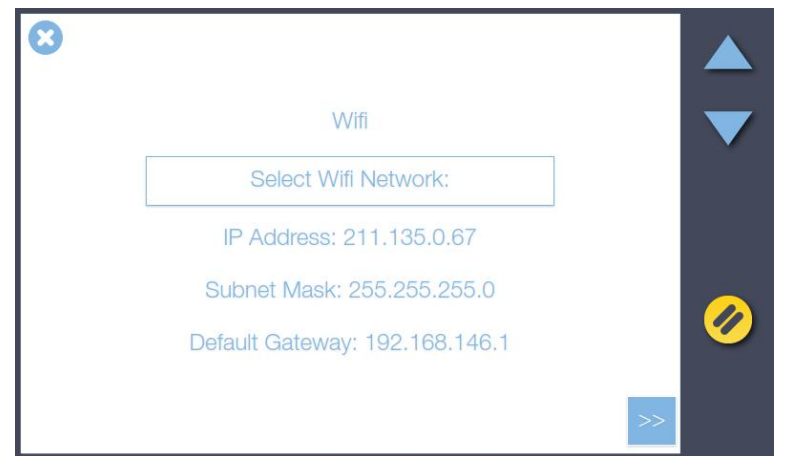 Wifi
Select Wifi Network:
IP Address: 211.135.0.67
Subnet Mask: 255.255.255.0
Default Gateway: 192.168.146.1
>>